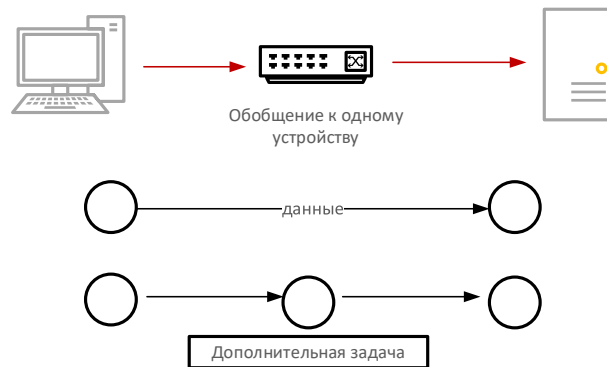 Обобщение к одному
устройству
данные
Дополнительная задача